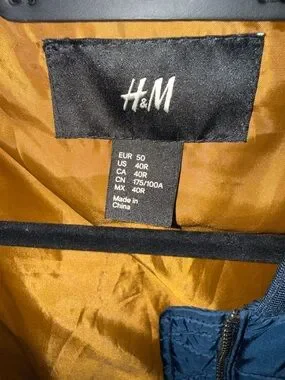 H&M
EUR 50
US 40R
CA 40R
CN 175/100A
MX 40R
Made in
China